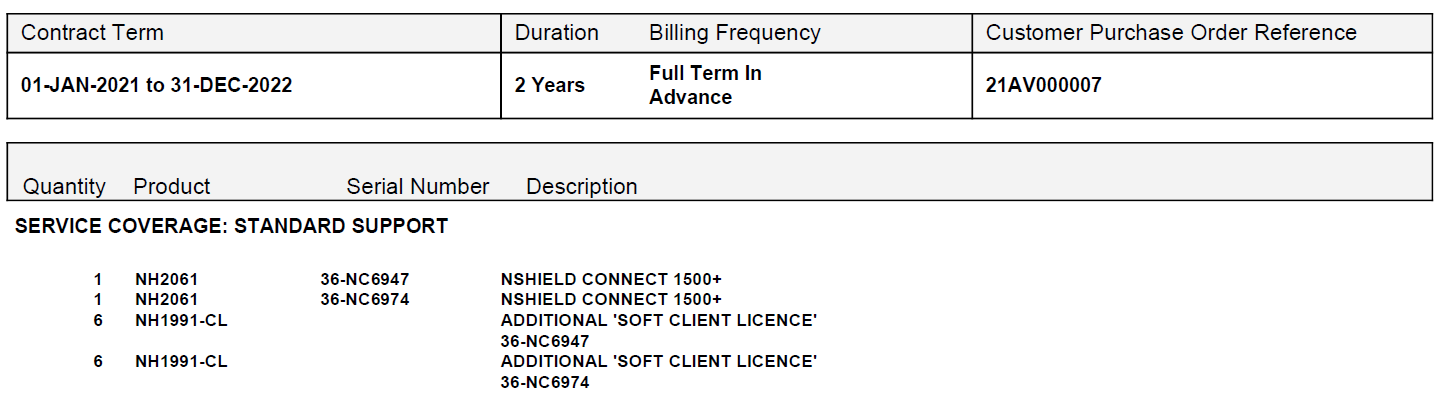 Contract Term Duration Billing Frequency Customer Purchase Order Reference
01-JAN-2021 to 31-DEC-2022 2 Years Full Term In Advance 21AV000007
Quantity Product Serial Number Description
SERVICE COVERAGE: STANDARD SUPPORT
1 NH2061 36-NC6947 NSHIELD CONNECT 1500+
1 NH2061 36-NC6974 NSHIELD CONNECT 1500+
6 NH1991-CL ADDITIONAL 'SOFT CLIENT LICENCE'
36-NC6947
6 NH1991-CL ADDITIONAL 'SOFT CLIENT LICENCE'
36-NC6974